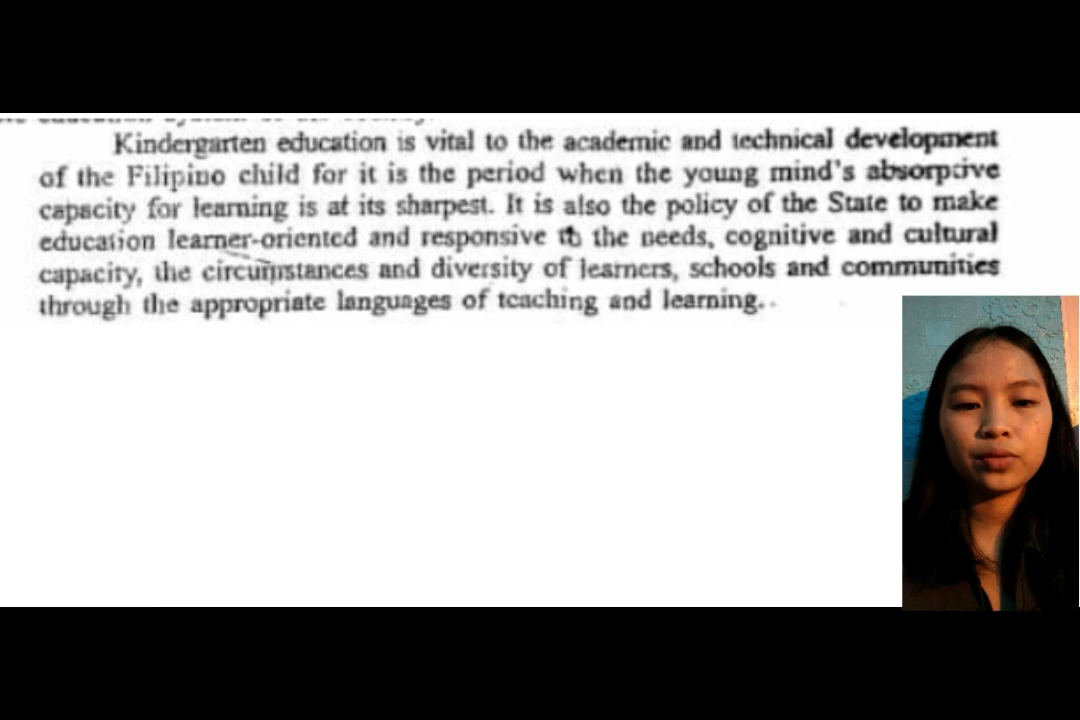 Kindergarten education is vital to the academic and technical development
of the Filipino child for it is the period when the young mind's absorptive
capacity for learning is at its sharpest. It is also the policy of the State to make
education learner-oriented and responsive to the needs, cognitive and cultural
capacity, the circumstances and diversity of learners, schools and communities
through the appropriate languages of teaching and learning.